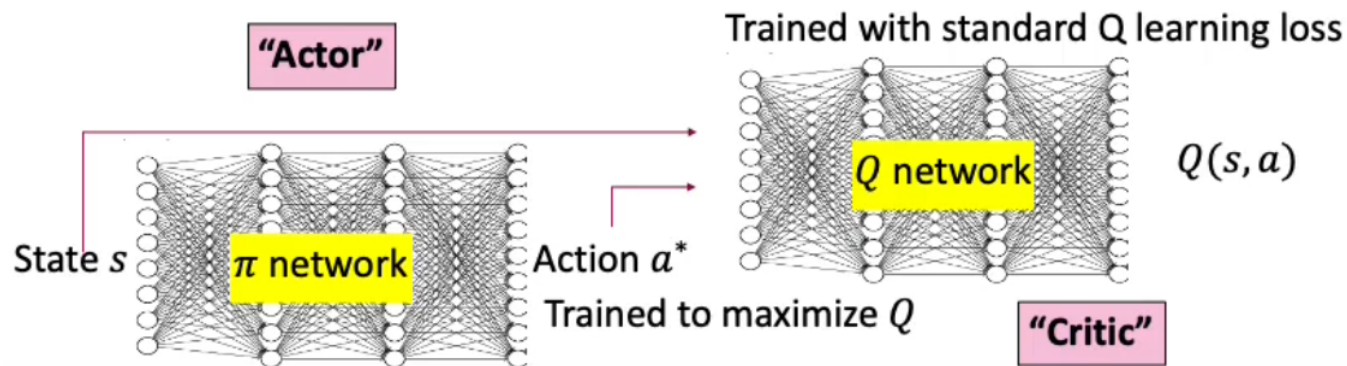 “Actor”
Trained with standard Q learning loss
Q network
Q(s, a)
State s
π network
Action a*
Trained to maximize Q
“Critic”